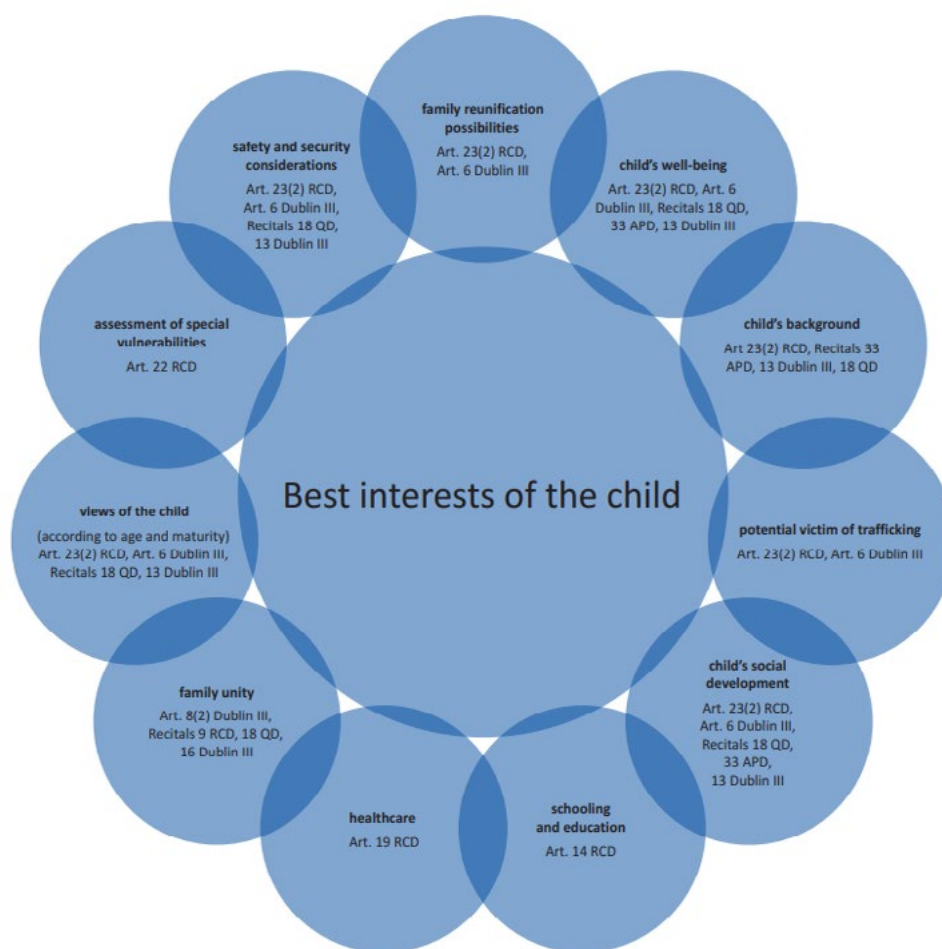 family reunification
possibilities
Art. 23(2) RCD,
Art. 6 Dublin III
safety and security
considerations
Art. 23(2) RCD,
Art. 6 Dublin III,
Recitals 18 QD,
13 Dublin III
child's well-being
Art. 23(2) RCD, Art. 6
Dublin III, Recitals 18 QD,
33 APD, 13 Dublin III
assessment of special
vulnerabilities
Art. 22 RCD
child's background
Art 23(2) RCD, Recitals 33
APD, 13 Dublin III, 18 QD
Best interests of the child
views of the child
(according to age and maturity)
Art. 23(2) RCD, Art. 6 Dublin III,
Recitals 18 QD, 13 Dublin III
potential victim of trafficking
Art. 23(2) RCD, Art. 6 Dublin III
family unity
Art. 8(2) Dublin III,
Recitals 9 RCD, 18 QD,
16 Dublin III
child's social
development
Art. 23(2) RCD,
Art. 6 Dublin III,
Recitals 18 QD,
33 APD,
13 Dublin III
healthcare
Art. 19 RCD
schooling
and education
Art. 14 RCD